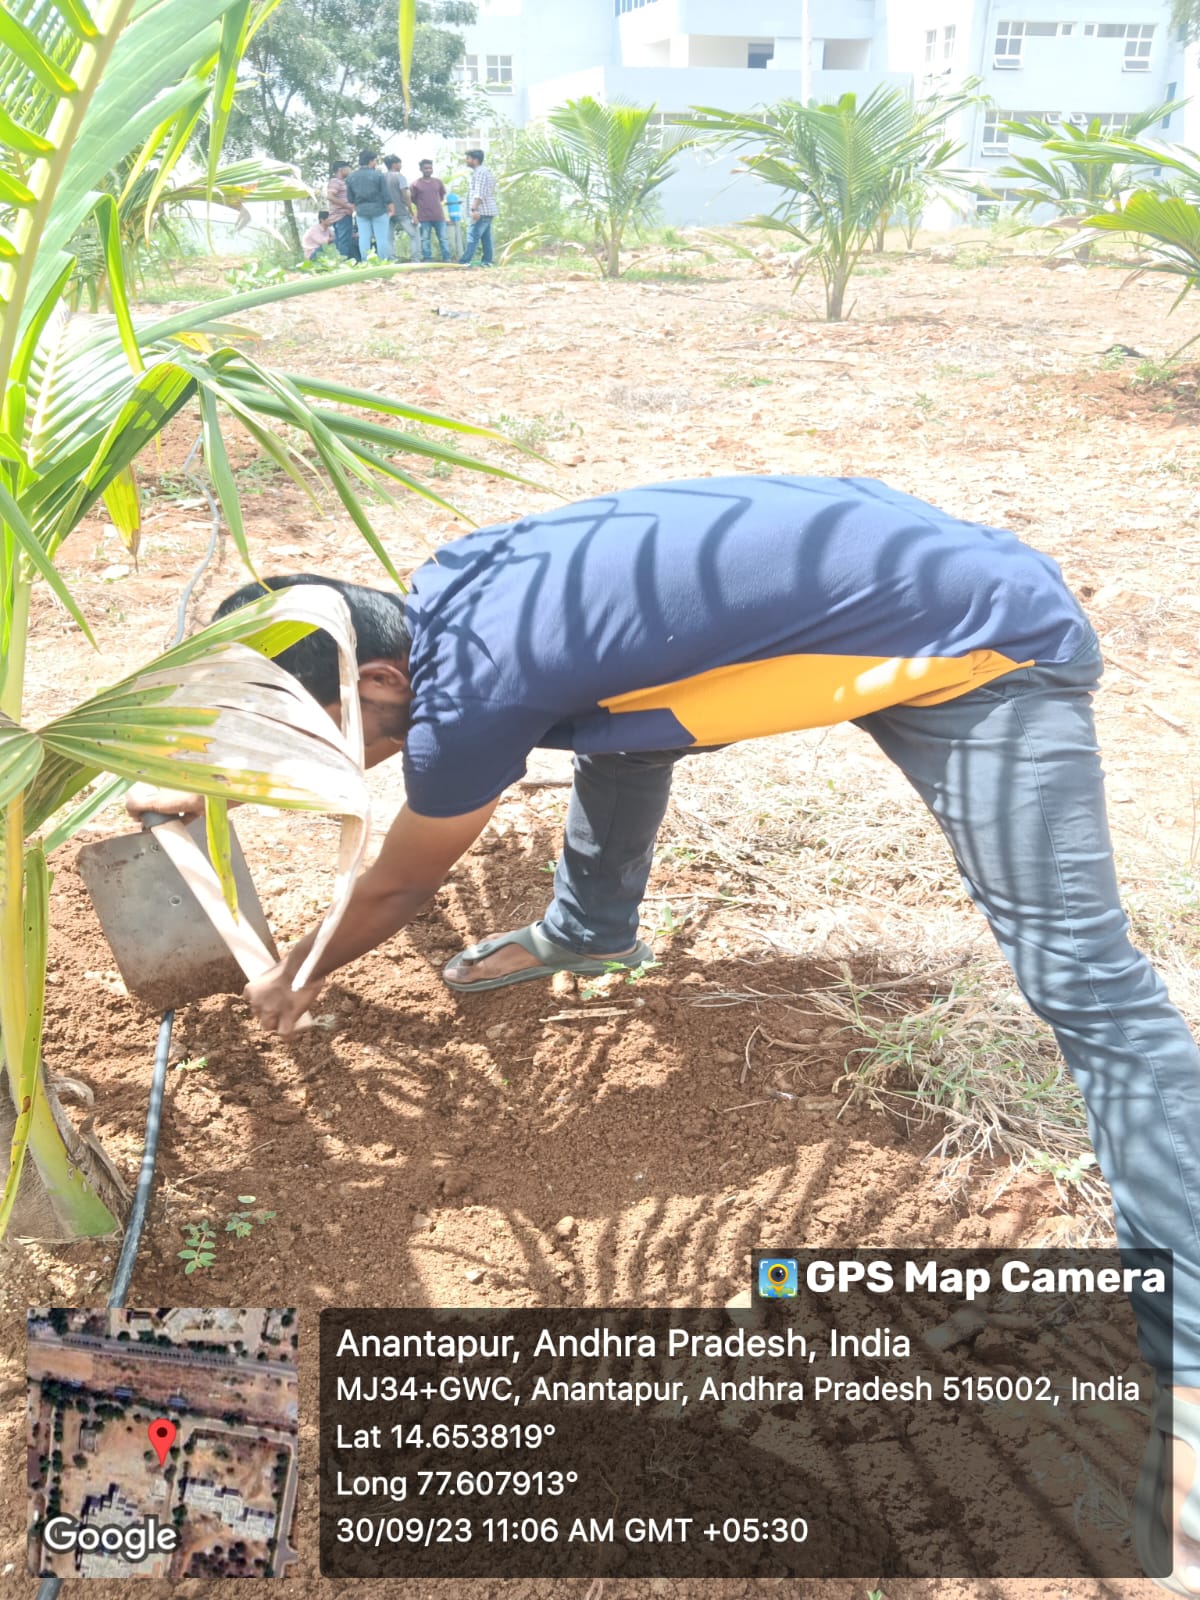 GPS Map Camera
Anantapur, Andhra Pradesh, India
MJ34+GWC, Anantapur, Andhra Pradesh 515002, India
Lat 14.653819°
Long 77.607913°
30/09/23 11:06 AM GMT +05:30
Google